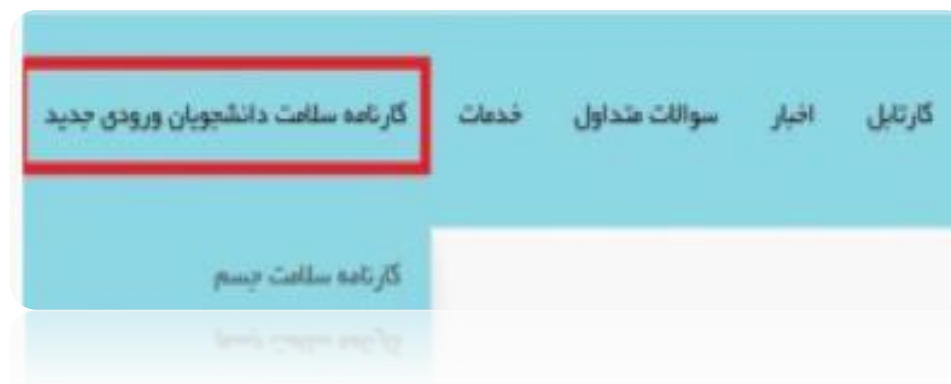 کارتابل اخبار سوالات متداول خدمات کارنامه سلامت دانشجویان ورودی جدید
کارنامه سلامت جسم